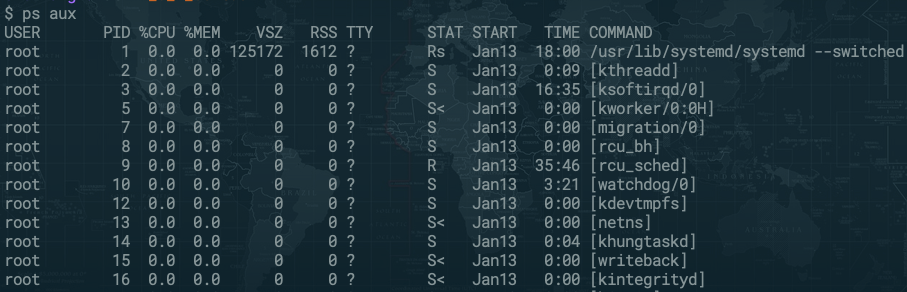 $ ps aux
USER       PID %CPU %MEM    VSZ   RSS TTY      STAT START   TIME COMMAND
root         1  0.0  0.0 125172  1612 ?        Rs   Jan13  18:00 /usr/lib/systemd/systemd --switched
root         2  0.0  0.0      0     0 ?        S    Jan13   0:09 [kthreadd]
root         3  0.0  0.0      0     0 ?        S    Jan13  16:35 [ksoftirqd/0]
root         5  0.0  0.0      0     0 ?        S<   Jan13   0:00 [kworker/0:0H]
root         7  0.0  0.0      0     0 ?        S    Jan13   0:00 [migration/0]
root         8  0.0  0.0      0     0 ?        S    Jan13   0:00 [rcu_bh]
root         9  0.0  0.0      0     0 ?        R    Jan13  35:46 [rcu_sched]
root        10  0.0  0.0      0     0 ?        S    Jan13   3:21 [watchdog/0]
root        12  0.0  0.0      0     0 ?        S    Jan13   0:00 [kdevtmpfs]
root        13  0.0  0.0      0     0 ?        S<   Jan13   0:00 [netns]
root        14  0.0  0.0      0     0 ?        S    Jan13   0:04 [khungtaskd]
root        15  0.0  0.0      0     0 ?        S<   Jan13   0:00 [writeback]
root        16  0.0  0.0      0     0 ?        S<   Jan13   0:00 [kintegrityd]